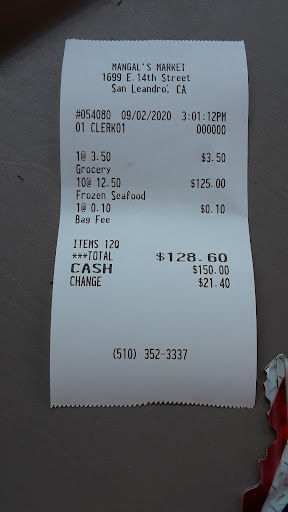 MANGAL'S MARKET
1699 E. 14th Street
San Leandro, CA
#054080 09/02/2020 3:01:12PM
01 CLERK01 000000
1@ 3.50 $3.50
Grocery
10@ 12.50 $125.00
Frozen Seafood
1@ 0.10 $0.10
Bag Fee
ITEMS 12Q
***TOTAL $128.60
CASH $150.00
CHANGE $21.40
(510) 352-3337